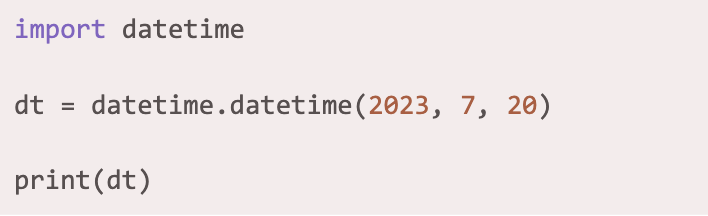 import datetime
dt = datetime.datetime(2023, 7, 20)
print(dt)